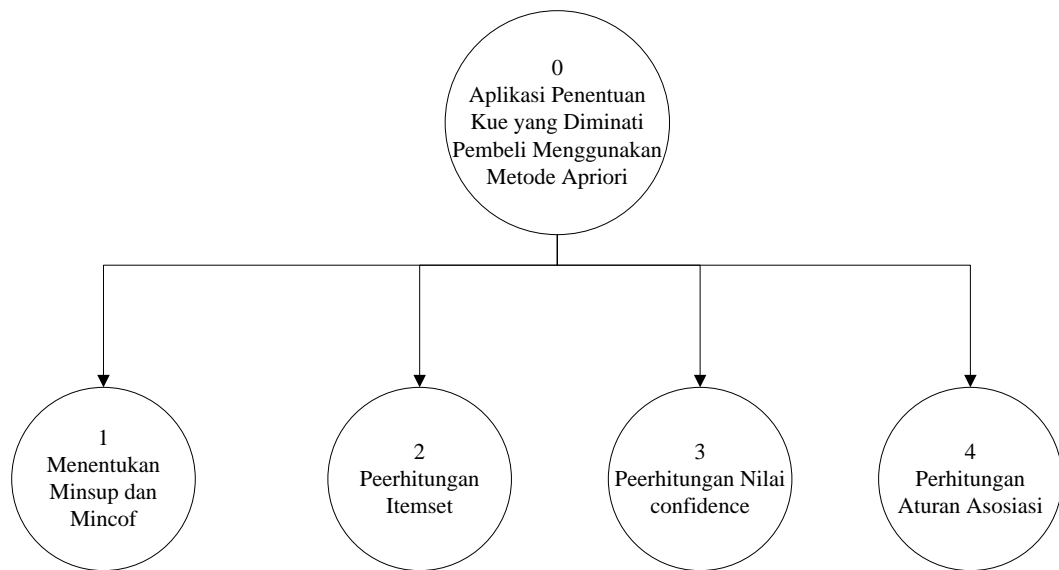 0
Aplikasi Penentuan
Kue yang Diminati
Pembeli Menggunakan
Metode Apriori
1
Menentukan
Minsup dan
Mincof
2
Peerhitungan
Itemset
3
Peerhitungan Nilai
confidence
4
Perhitungan
Aturan Asosiasi